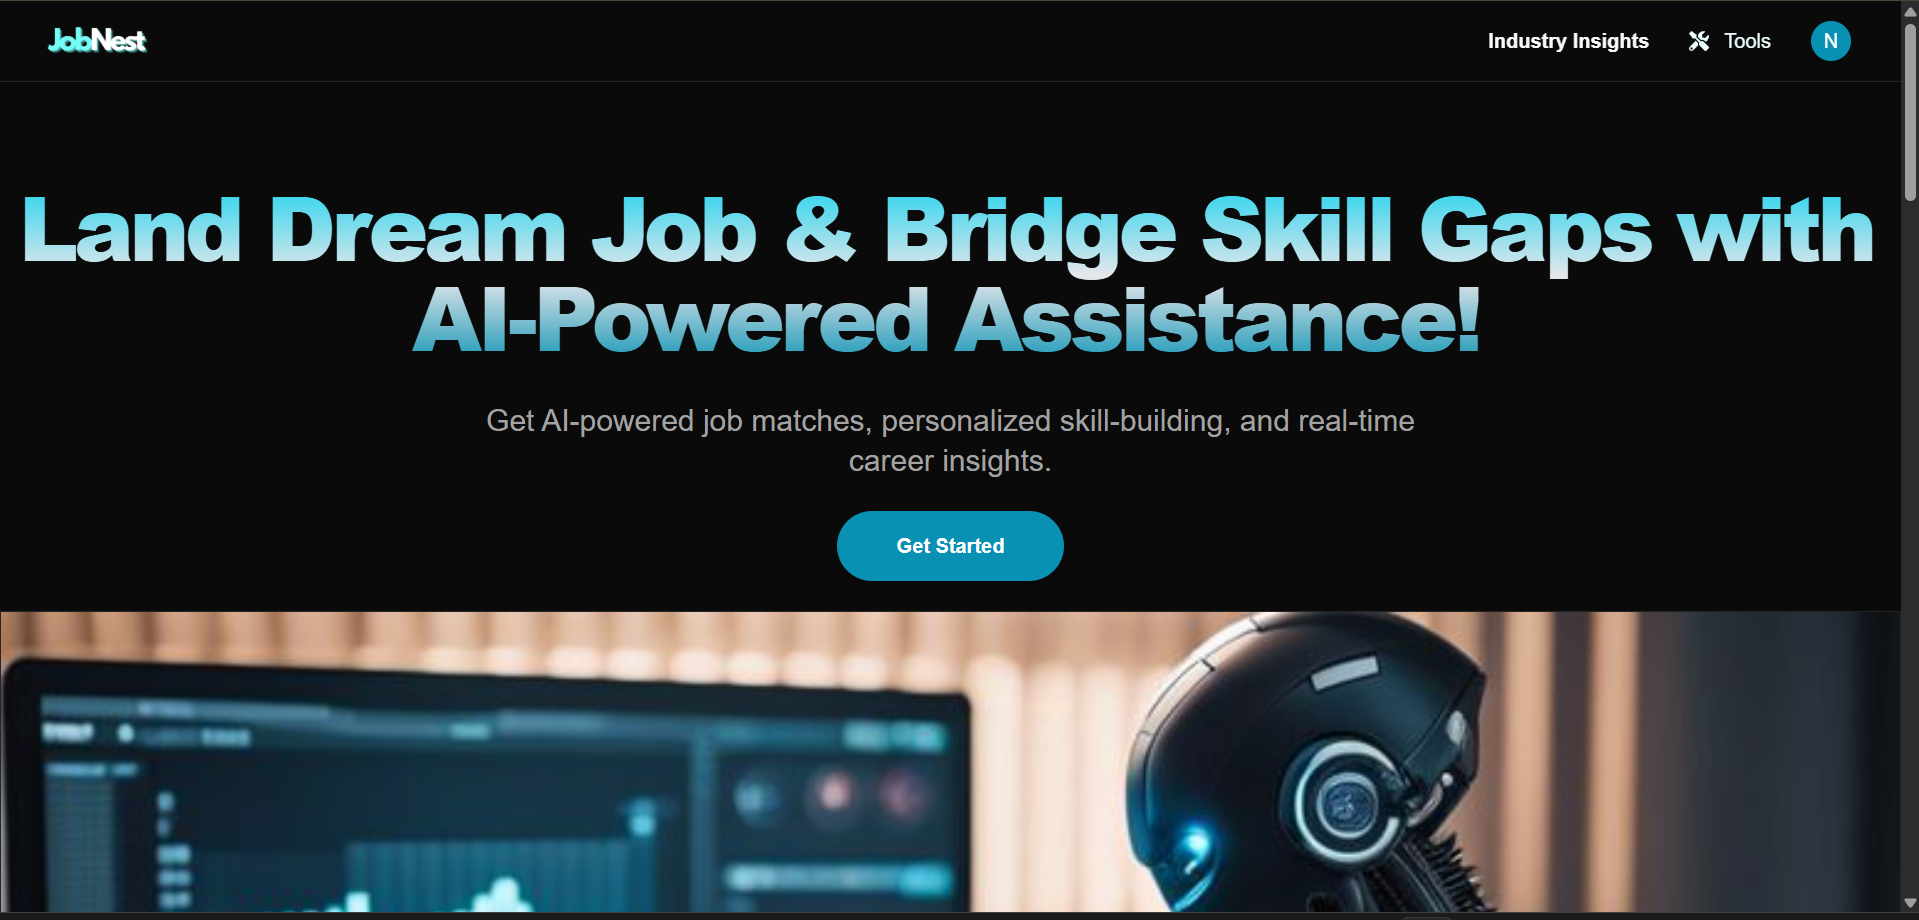 JobNest
Industry Insights
Tools
N
Land Dream Job & Bridge Skill Gaps with
AI-Powered Assistance!
Get AI-powered job matches, personalized skill-building, and real-time
career insights.
Get Started